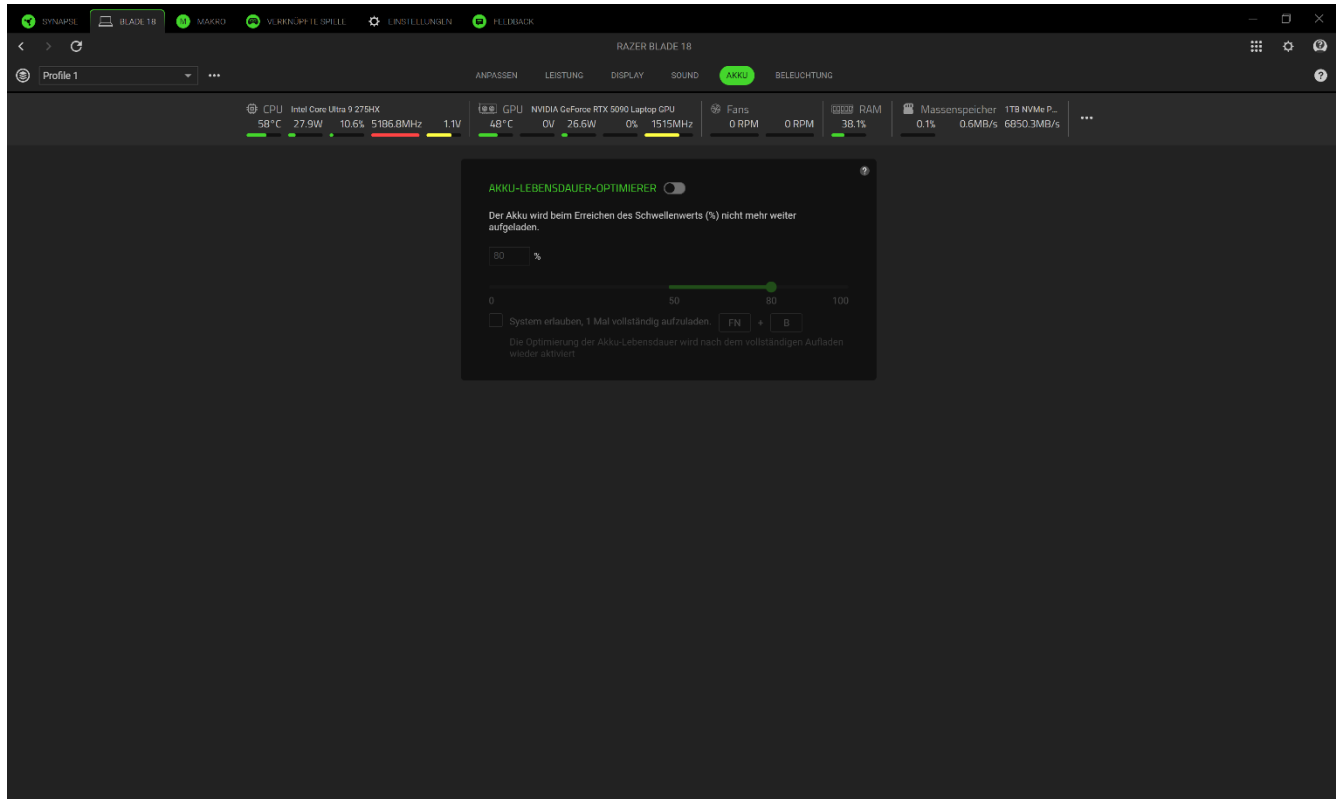 SYNAPSE BLADE 18 M MAKRO VERKNÜPFTE SPIELE EINSTELLUNGEN FEEDBACK
RAZER BLADE 18
Profile 1
ANPASSEN LEISTUNG DISPLAY SOUND AKKU BELEUCHTUNG
CPU Intel Core Ultra 9 275HX GPU NVIDIA GeForce RTX 5090 Laptop GPU Fans RAM Massenspeicher 1TB NVMe P...
58°C 27.9W 10.6% 5186.8MHz 1.1V 48°C 0V 26.6W 0% 1515MHz 0 RPM 0 RPM 38.1% 0.1% 0.6MB/s 6850.3MB/s
AKKU-LEBENSDAUER-OPTIMIERER
Der Akku wird beim Erreichen des Schwellenwerts (%) nicht mehr weiter
aufgeladen.
80 %
0 50 80 100
System erlauben, 1 Mal vollständig aufzuladen. FN + B
Die Optimierung der Akku-Lebensdauer wird nach dem vollständigen Aufladen
wieder aktiviert